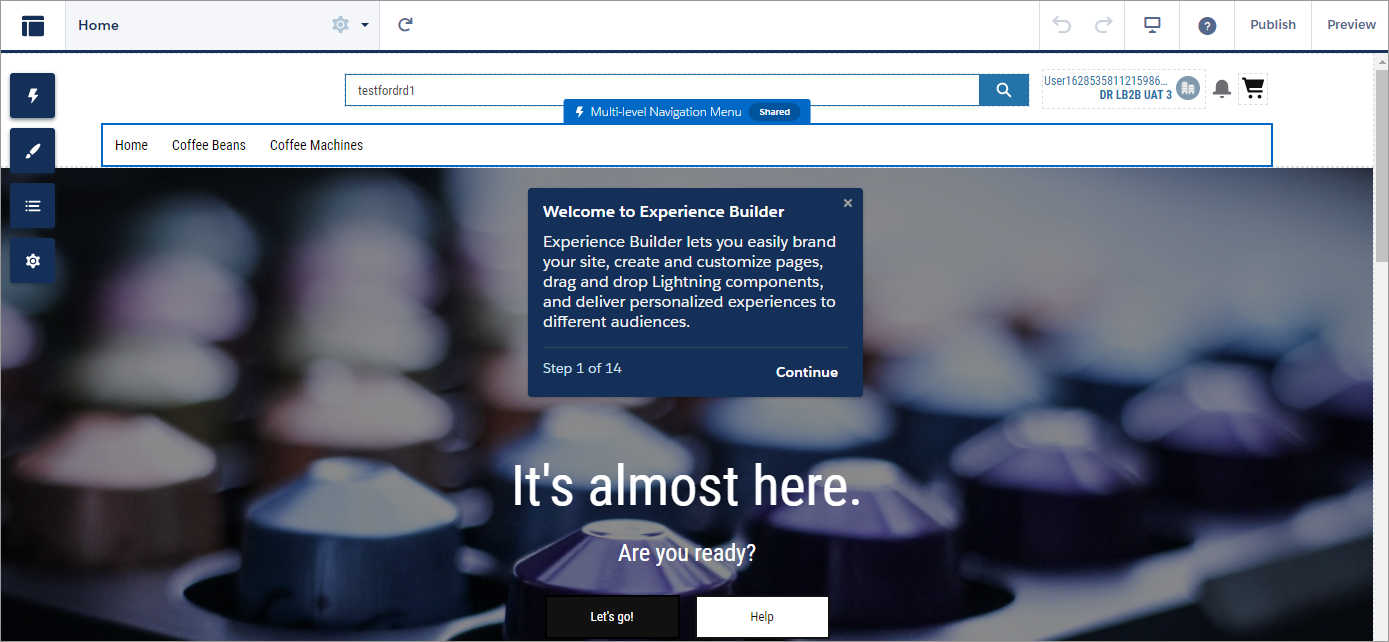 Home
?
Publish
Preview
testfordrd1
User1628535811215986...
DR LB2B UAT 3
Multi-level Navigation Menu
Shared
Home
Coffee Beans
Coffee Machines
Welcome to Experience Builder
Experience Builder lets you easily brand
your site, create and customize pages,
drag and drop Lightning components,
and deliver personalized experiences to
different audiences.
Step 1 of 14
Continue
It's almost here.
Are you ready?
Let's go!
Help